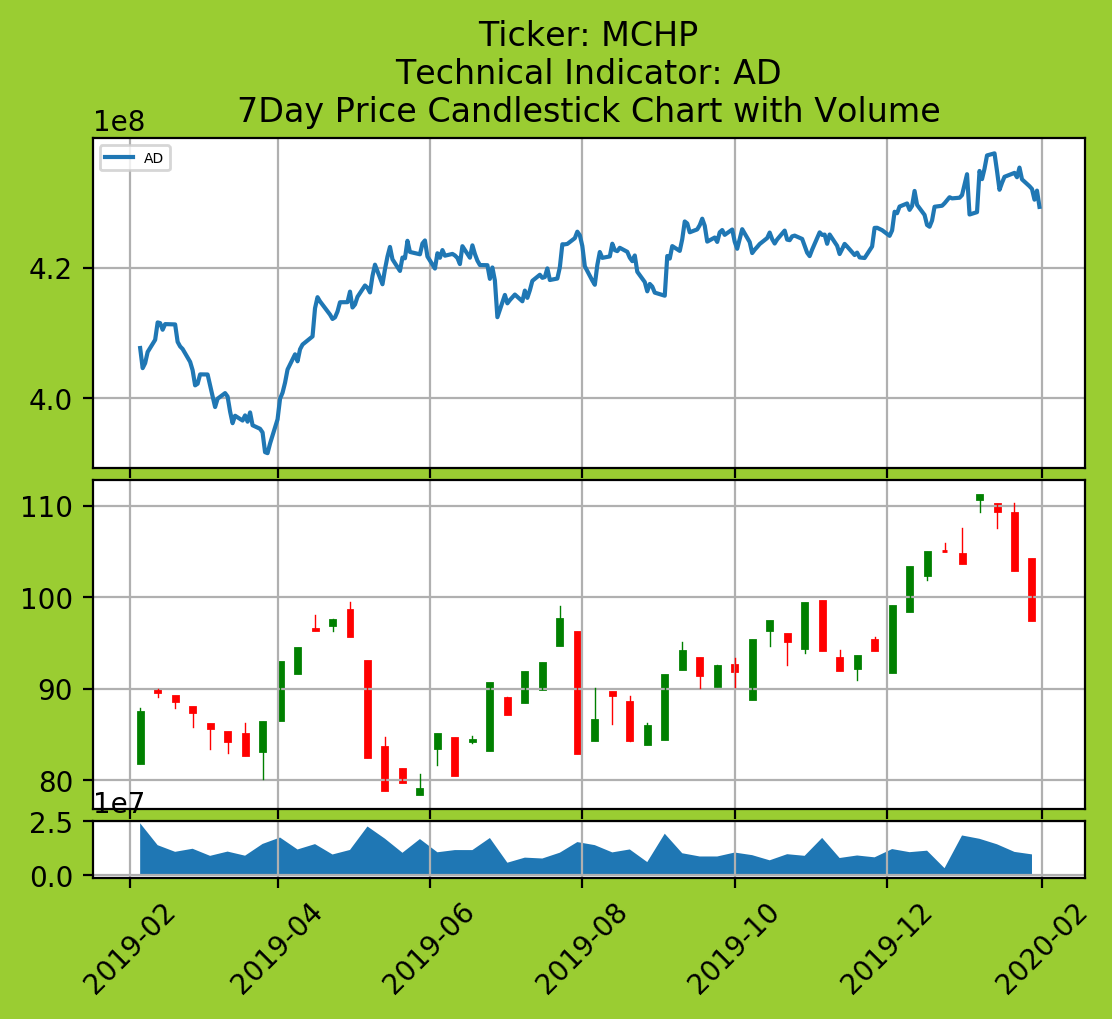 Ticker: MCHP
Technical Indicator: AD
7Day Price Candlestick Chart with Volume
1e8
AD
4.2
4.0
110
100
90
80
1e7
2.5
0.0
2019-02
2019-04
2019-06
2019-08
2019-10
2019-12
2020-02